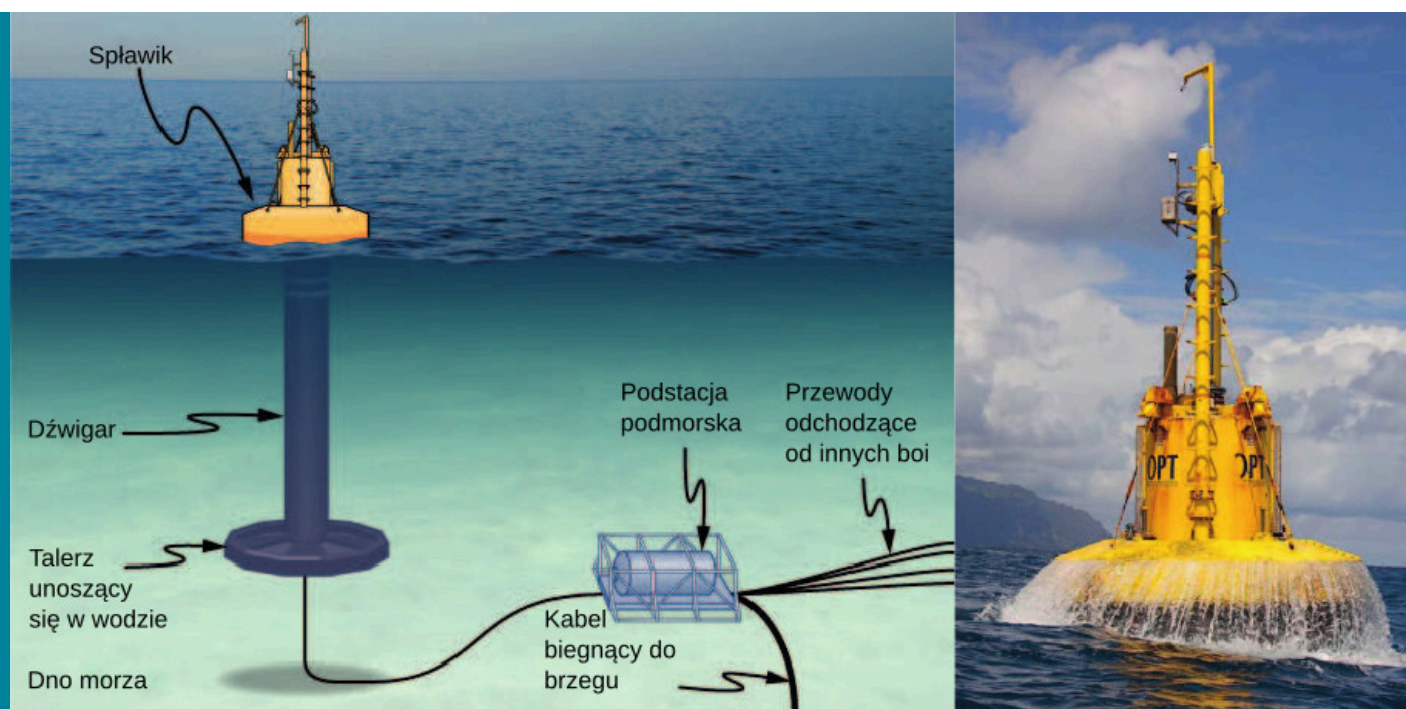 Spławik
Dźwigar
Talerz
unoszący
się w wodzie
Dno morza
Podstacja
podmorska
Przewody
odchodzące
od innych boi
Kabel
biegnący do
brzegu
OPT
OPT